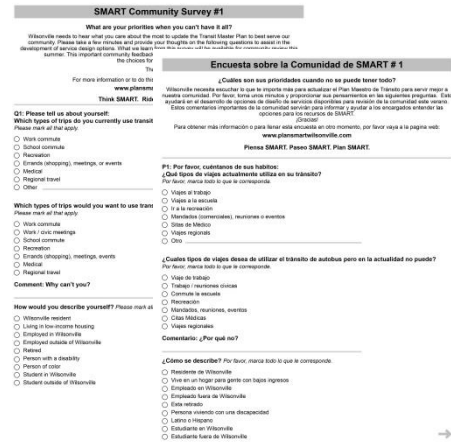 SMART Community Survey #1
What are your priorities when you can't have it all?
Wilsonville needs to hear what you care about the most to update the Transit Master Plan to best serve our
community. Please take a few minutes and provide your thoughts on the following questions to assist in the
development of service design options. What we learn from this survey will be available for community review this
summer. This important community feedback
the choices for
For more information or to do this
www.plansm
Think SMART. Ride
Q1: Please tell us about yourself:
Which types of trips do you currently use transit
Please mark all that apply.
Work commute
School commute
Recreation
Errands (shopping), meetings, or events
Medical
Regional travel
Other
Which types of trips would you want to use trans
Please mark all that apply.
Work commute
Work / civic meetings
School commute
Recreation
Errands (shopping), meetings, events
Medical
Regional travel
Comment: Why can't you?
How would you describe yourself? Please mark all
Wilsonville resident
Living in low-income housing
Employed in Wilsonville
Employed outside of Wilsonville
Retired
Person with a disability
Person of color
Student in Wilsonville
Student outside of Wilsonville
Encuesta sobre la Comunidad de SMART # 1
¿Cuáles son sus prioridades cuando no se puede tener todo?
Wilsonville necesita escuchar lo que le importa más para actualizar el Plan Maestro de Tránsito para servir mejor a
nuestra comunidad. Por favor, toma unos minutos y proporcione sus pensamientos en las siguientes preguntas. Esto
ayudará en el desarrollo de opciones de diseño de servicios disponibles para revisión de la comunidad este verano.
Estos comentarios importantes de la comunidad servirán para informar y ayudar a los encargados entender las
opciones para los recursos de SMART.
¡Gracias!
Para obtener más información o para llenar esta encuesta en otro momento, por favor vaya a la pagina web:
www.plansmartwilsonville.com
Piensa SMART. Paseo SMART. Plan SMART.
P1: Por favor, cuéntanos de sus habitos:
¿Qué tipos de viajes actualmente utiliza en su tránsito?
Por favor, marca todo lo que le corresponda.
Viajes al trabajo
Viajes a la escuela
Ir a la recreación
Mandados (comerciales), reuniones o eventos
Sitas de Médico
Viajes regionals
Otro
¿Cuales tipos de viajes desea de utilizar el tránsito de autobus pero en la actualidad no puede?
Por favor, marca todo lo que le corresponde.
Viaje de trabajo
Trabajo / reuniones cívicas
Conmute la escuela
Recreación
Mandados, reuniones, eventos
Citas Médicas
Viajes regionales
Comentario: ¿Por qué no?
¿Cómo se describe? Por favor, marca todo lo que le corresponde.
Residente de Wilsonville
Vive en un hogar para gente con bajos ingresos
Empleado en Wilsonville
Empleado fuera de Wilsonville
Esta retirado
Persona viviendo con una discapacidad
Latino o Hispano
Estudiante en Wilsonville
Estudiante fuera de Wilsonville